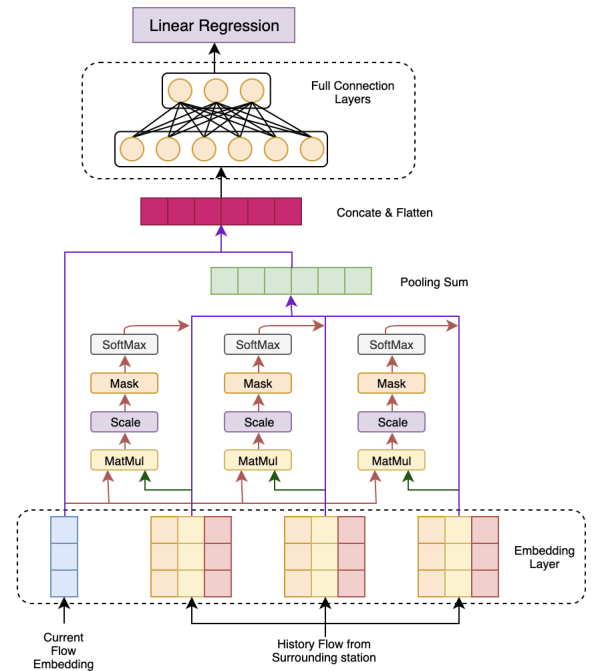 Linear Regression
Full Connection
Layers
Concate & Flatten
Pooling Sum
SoftMax
SoftMax
SoftMax
Mask
Mask
Mask
Scale
Scale
Scale
MatMul
MatMul
MatMul
Embedding
Layer
Current
Flow
Embedding
History Flow from
Surrounding station